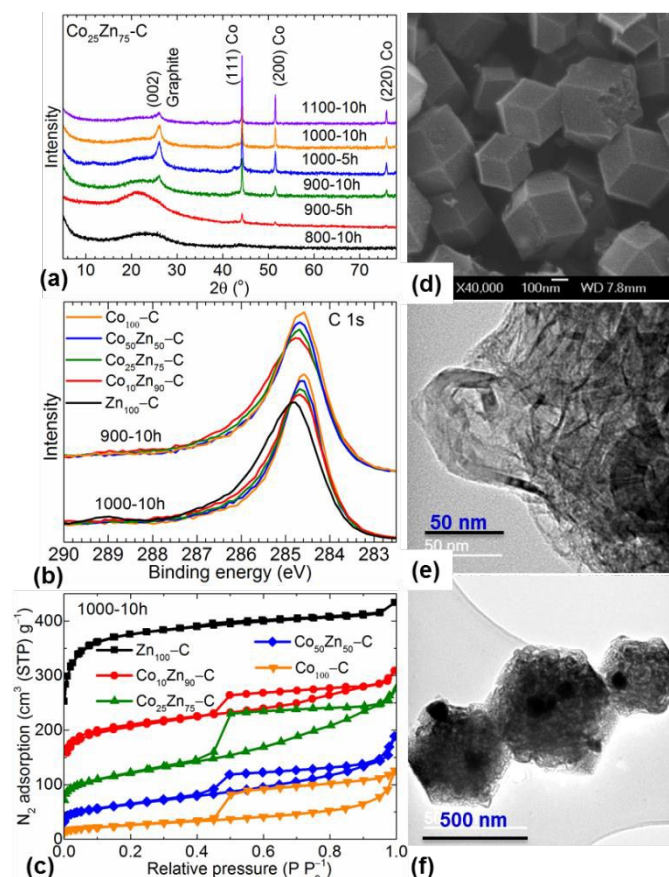 Co₂₅Zn₇₅-C
(002)
Graphite
(111) Co
(200) Co
(220) Co
1100-10h
1000-10h
1000-5h
900-10h
900-5h
800-10h
Intensity
10 20 30 40 50 60 70
2θ (°)
(a)
X40,000 100nm WD 7.8mm
(d)
C 1s
Co₁₀₀–C
Co₅₀Zn₅₀–C
Co₂₅Zn₇₅–C
Co₁₀Zn₉₀–C
Zn₁₀₀–C
900-10h
1000-10h
Intensity
290 289 288 287 286 285 284 283
Binding energy (eV)
(b)
50 nm
50 nm
(e)
1000-10h
Zn₁₀₀–C
Co₁₀Zn₉₀–C
Co₂₅Zn₇₅–C
Co₅₀Zn₅₀–C
Co₁₀₀–C
N₂ adsorption (cm³ (STP) g⁻¹)
400
300
200
100
0
0.0 0.2 0.4 0.6 0.8 1.0
Relative pressure (P
(c)
500 nm
(f)